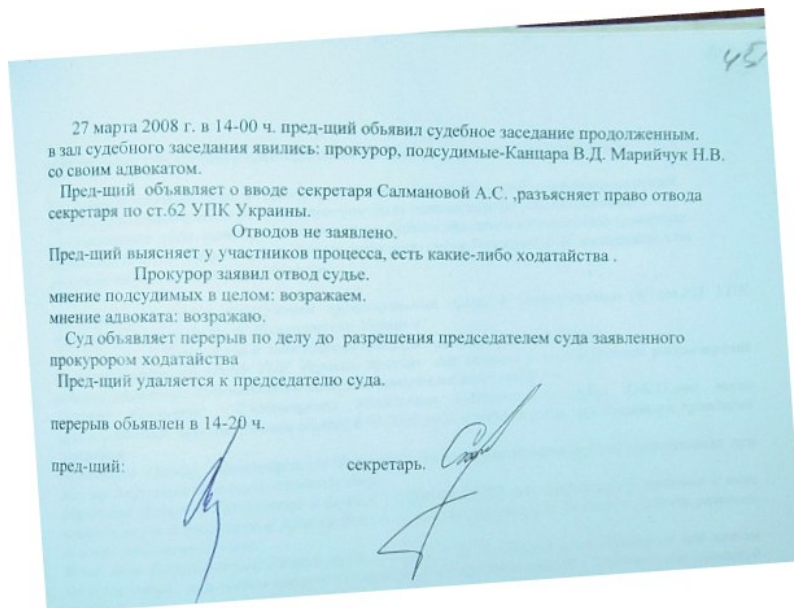 45
27 марта 2008 г. в 14-00 ч. пред-щий обьявил судебное заседание продолженным.
в зал судебного заседания явились: прокурор, подсудимые-Канцара В.Д. Марийчук Н.В.
со своим адвокатом.
Пред-щий объявляет о вводе секретаря Салмановой А.С. ,разъясняет право отвода
секретаря по ст.62 УПК Украины.
Отводов не заявлено.
Пред-щий выясняет у участников процесса, есть какие-либо ходатайства .
Прокурор заявил отвод судье.
мнение подсудимых в целом: возражаем.
мнение адвоката: возражаю.
Суд объявляет перерыв по делу до разрешения председателем суда заявленного
прокурором ходатайства
Пред-щий удаляется к председателю суда.
перерыв обьявлен в 14-20 ч.
пред-щий: секретарь.